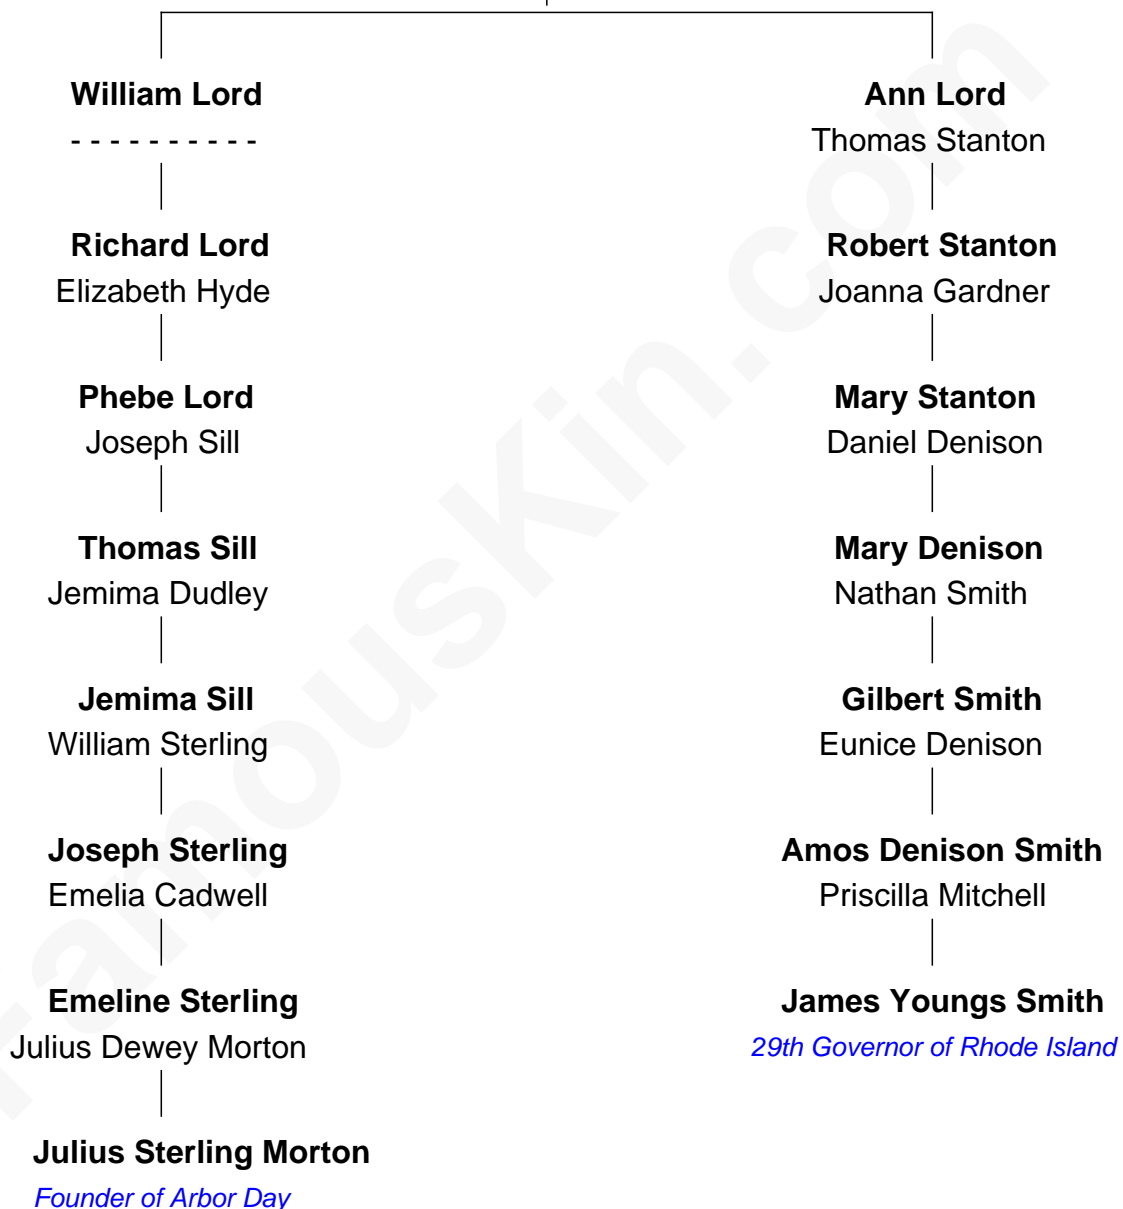 William Lord
- - - - - - - - - -
Ann Lord
Thomas Stanton
Richard Lord
Elizabeth Hyde
Robert Stanton
Joanna Gardner
Phebe Lord
Joseph Sill
Mary Stanton
Daniel Denison
Thomas Sill
Jemima Dudley
Mary Denison
Nathan Smith
Jemima Sill
William Sterling
Gilbert Smith
Eunice Denison
Joseph Sterling
Emelia Cadwell
Amos Denison Smith
Priscilla Mitchell
Emeline Sterling
Julius Dewey Morton
James Youngs Smith
29th Governor of Rhode Island
Julius Sterling Morton
Founder of Arbor Day
FamousKin.com